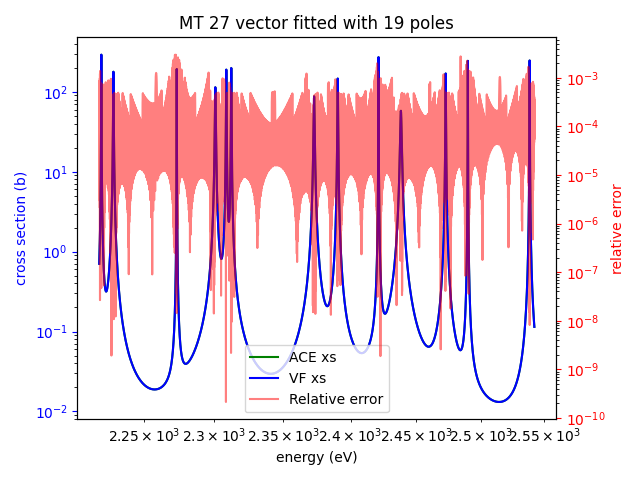 MT 27 vector fitted with 19 poles
10²
10¹
10⁰
10⁻¹
10⁻²
cross section (b)
10⁻³
10⁻⁴
10⁻⁵
10⁻⁶
10⁻⁷
10⁻⁸
10⁻⁹
10⁻¹⁰
relative error
ACE xs
VF xs
Relative error
2.25 × 10³ 2.3 × 10³ 2.35 × 10³ 2.4 × 10³ 2.45 × 10³ 2.5 × 10³ 2.55 × 10³
energy (eV)